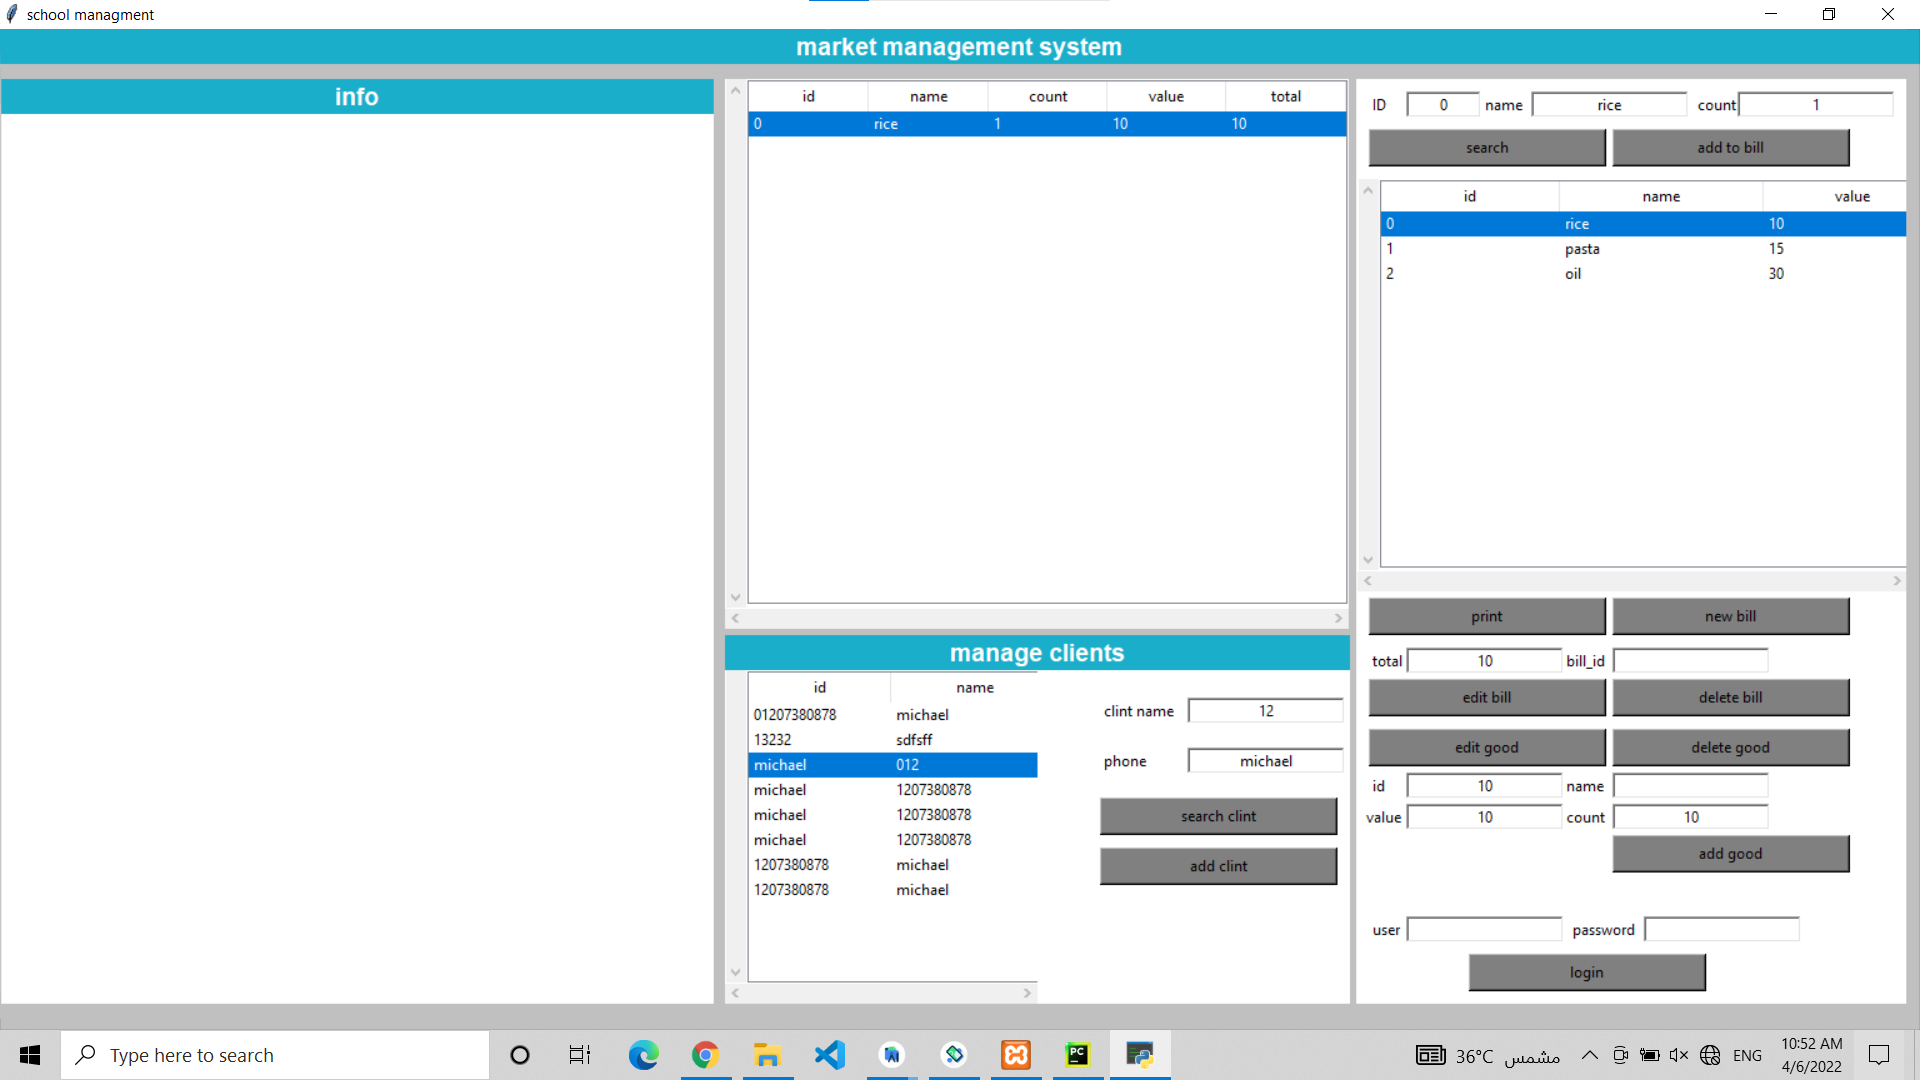 school managment
market management system
info
id name count value total
0 rice 1 10 10
ID 0 name rice count 1
search add to bill
id name value
0 rice 10
1 pasta 15
2 oil 30
manage clients
id name
01207380878 michael
13232 sdfsff
michael 012
michael 1207380878
michael 1207380878
michael 1207380878
1207380878 michael
1207380878 michael
clint name 12
phone michael
search clint
add clint
print new bill
total 10 bill_id
edit bill delete bill
edit good delete good
id 10 name
value 10 count 10
add good
user password
login
Type here to search
PC
36°C مشمس ENG
10:52 AM
4/6/2022